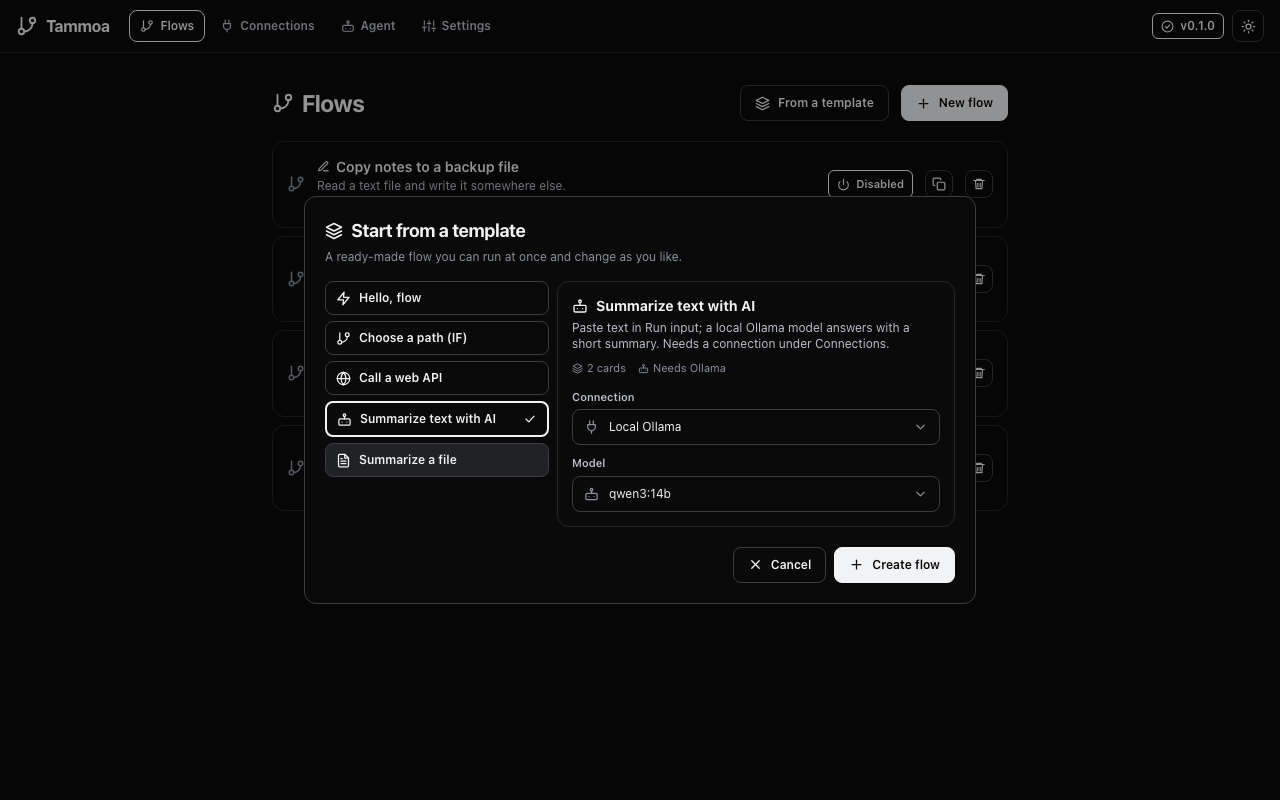 Tammoa
Flows
Connections
Agent
Settings
v0.1.0
Flows
From a template
New flow
Copy notes to a backup file
Read a text file and write it somewhere else.
Disabled
Start from a template
A ready-made flow you can run at once and change as you like.
Hello, flow
Choose a path (IF)
Call a web API
Summarize text with AI
Summarize a file
Summarize text with AI
Paste text in Run input; a local Ollama model answers with a
short summary. Needs a connection under Connections.
2 cards
Needs Ollama
Connection
Local Ollama
Model
qwen3:14b
Cancel
Create flow